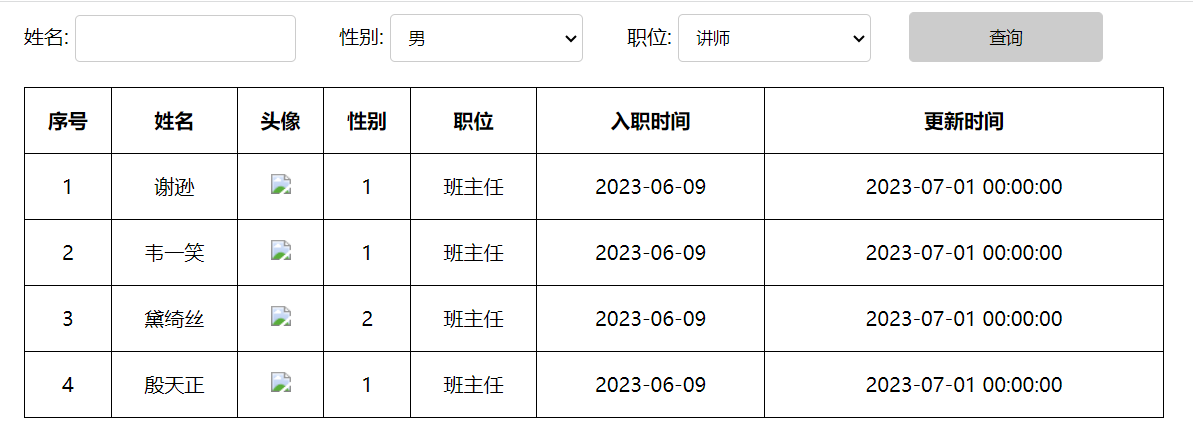 姓名: 性别: 男 职位: 讲师 查询
序号 姓名 头像 性别 职位 入职时间 更新时间
1 谢逊 1 班主任 2023-06-09 2023-07-01 00:00:00
2 韦一笑 1 班主任 2023-06-09 2023-07-01 00:00:00
3 黛绮丝 2 班主任 2023-06-09 2023-07-01 00:00:00
4 殷天正 1 班主任 2023-06-09 2023-07-01 00:00:00